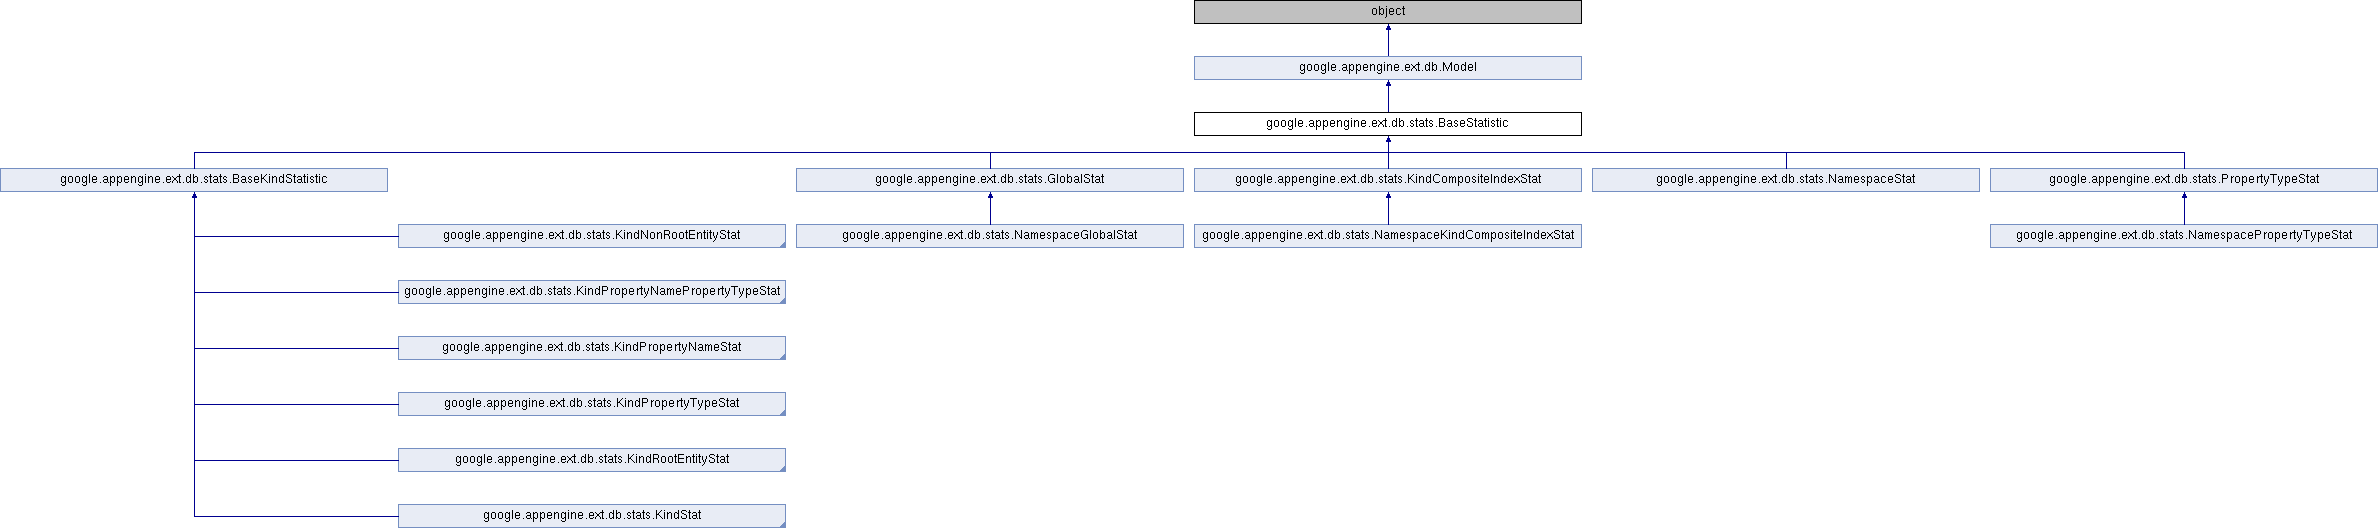 object
google.appengine.ext.db.Model
google.appengine.ext.db.stats.BaseStatistic
google.appengine.ext.db.stats.BaseKindStatistic
google.appengine.ext.db.stats.GlobalStat
google.appengine.ext.db.stats.KindCompositeIndexStat
google.appengine.ext.db.stats.NamespaceStat
google.appengine.ext.db.stats.PropertyTypeStat
google.appengine.ext.db.stats.KindNonRootEntityStat
google.appengine.ext.db.stats.NamespaceGlobalStat
google.appengine.ext.db.stats.NamespaceKindCompositeIndexStat
google.appengine.ext.db.stats.NamespacePropertyTypeStat
google.appengine.ext.db.stats.KindPropertyNamePropertyTypeStat
google.appengine.ext.db.stats.KindPropertyNameStat
google.appengine.ext.db.stats.KindPropertyTypeStat
google.appengine.ext.db.stats.KindRootEntityStat
google.appengine.ext.db.stats.KindStat